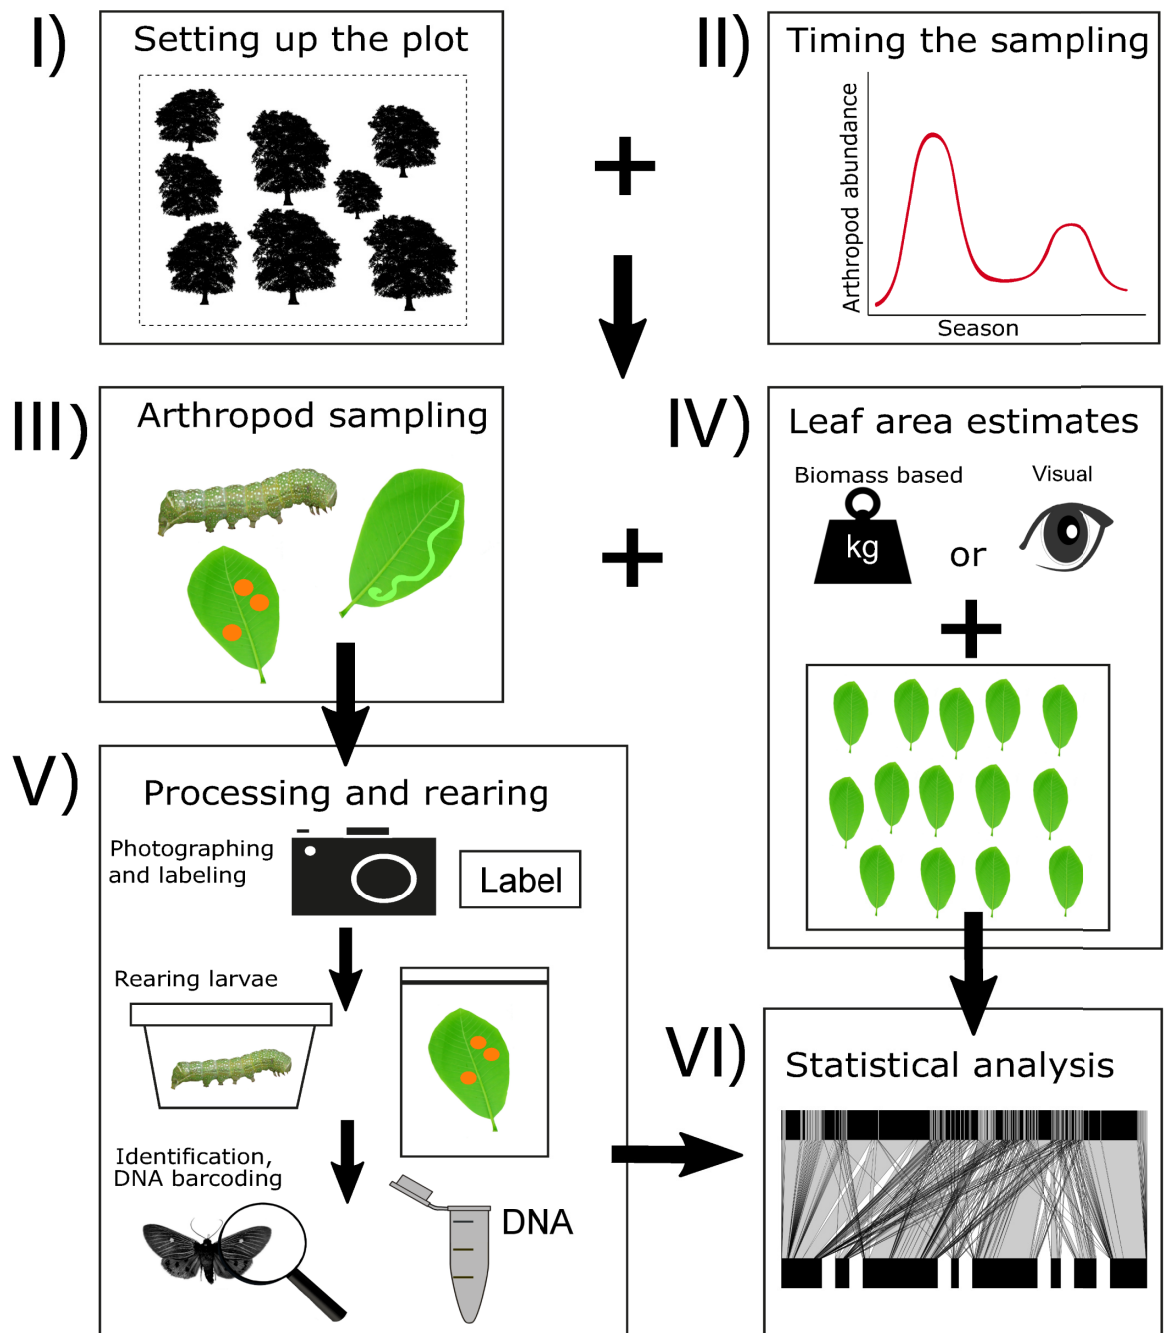 I)
Setting up the plot
II)
Timing the sampling
Arthropod abundance
Season
III)
Arthropod sampling
IV)
Leaf area estimates
Biomass based
Visual
kg
or
V)
Processing and rearing
Photographing
and labeling
Label
Rearing larvae
Identification,
DNA barcoding
DNA
VI)
Statistical analysis